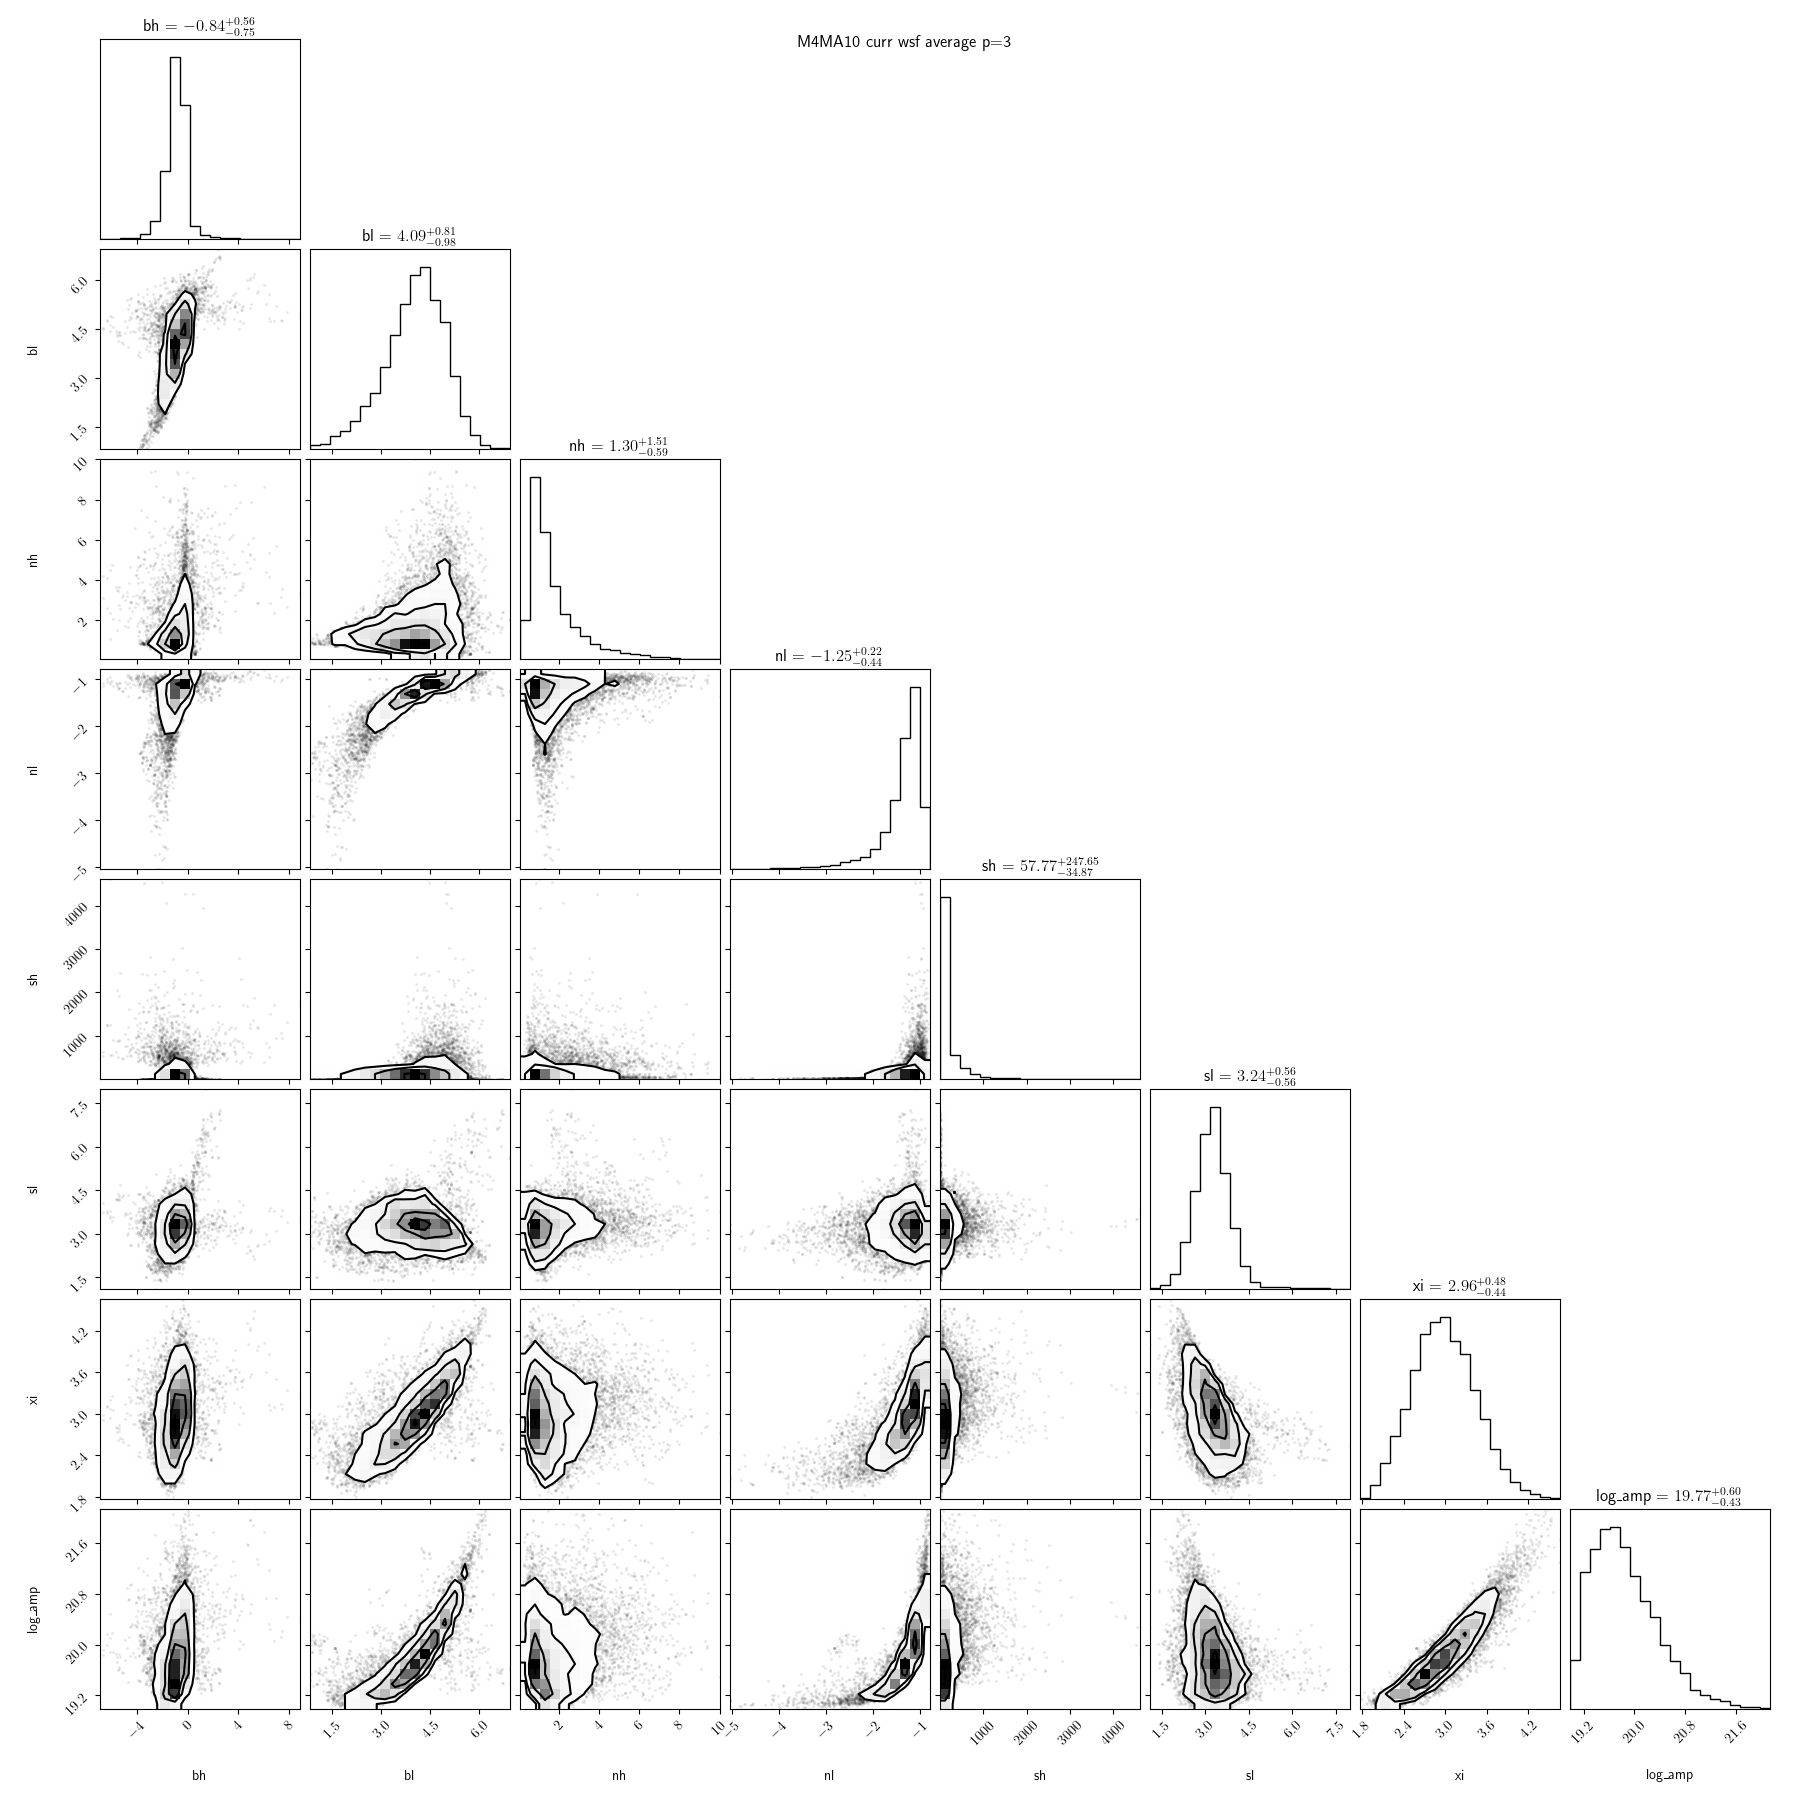 bh = −0.84 +0.56 −0.75
M4MA10 curr wsf average p=3
bl = 4.09 +0.81 −0.98
6.0
4.5
3.0
1.5
bl
nh = 1.30 +1.51 −0.59
10
8
6
4
2
nh
nl = −1.25 +0.22 −0.44
−1
−2
−3
−4
−5
nl
sh = 57.77 +247.65 −34.87
4000
3000
2000
1000
sh
sl = 3.24 +0.56 −0.56
7.5
6.0
4.5
3.0
1.5
sl
xi = 2.96 +0.48 −0.44
4.2
3.6
3.0
2.4
1.8
xi
log_amp = 19.77 +0.60 −0.43
21.6
20.8
20.0
19.2
log_amp
−4 0 4 8 1.5 3.0 4.5 6.0 2 4 6 8 10 −5 −4 −3 −2 −1 1000 2000 3000 4000 1.5 3.0 4.5 6.0 7.5 1.8 2.4 3.0 3.6 4.2 19.2 20.0 20.8 21.6
bh bl nh nl sh sl xi log_amp